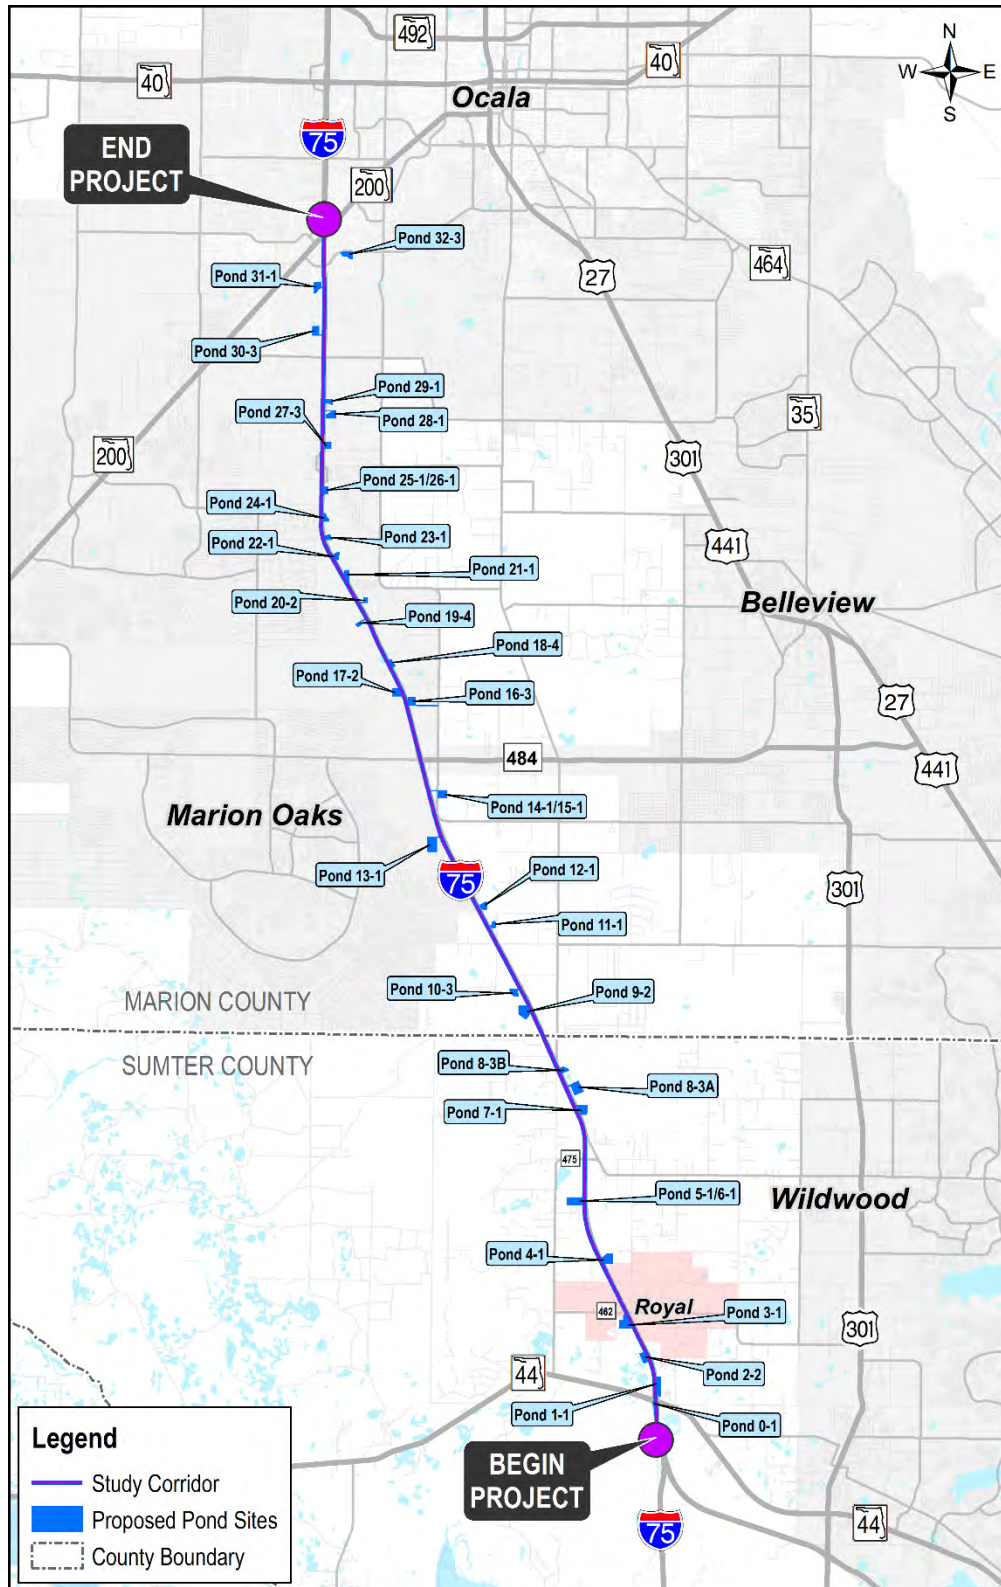 492
40
40
N
W E
S
Ocala
75
END
PROJECT
200
Pond 32-3
464
27
Pond 31-1
Pond 30-3
Pond 29-1
Pond 27-3
Pond 28-1
35
200
301
Pond 25-1/26-1
Pond 24-1
Pond 23-1
Pond 22-1
441
Pond 21-1
Pond 20-2
Belleview
Pond 19-4
Pond 18-4
Pond 17-2
Pond 16-3
27
484
441
Pond 14-1/15-1
Marion Oaks
Pond 13-1
75
Pond 12-1
301
Pond 11-1
Pond 10-3
Pond 9-2
MARION COUNTY
SUMTER COUNTY
Pond 8-3B
Pond 8-3A
Pond 7-1
475
Pond 5-1/6-1
Wildwood
Pond 4-1
462
Royal
Pond 3-1
301
44
Pond 2-2
Pond 1-1
Pond 0-1
BEGIN
PROJECT
75
44
Legend
Study Corridor
Proposed Pond Sites
County Boundary